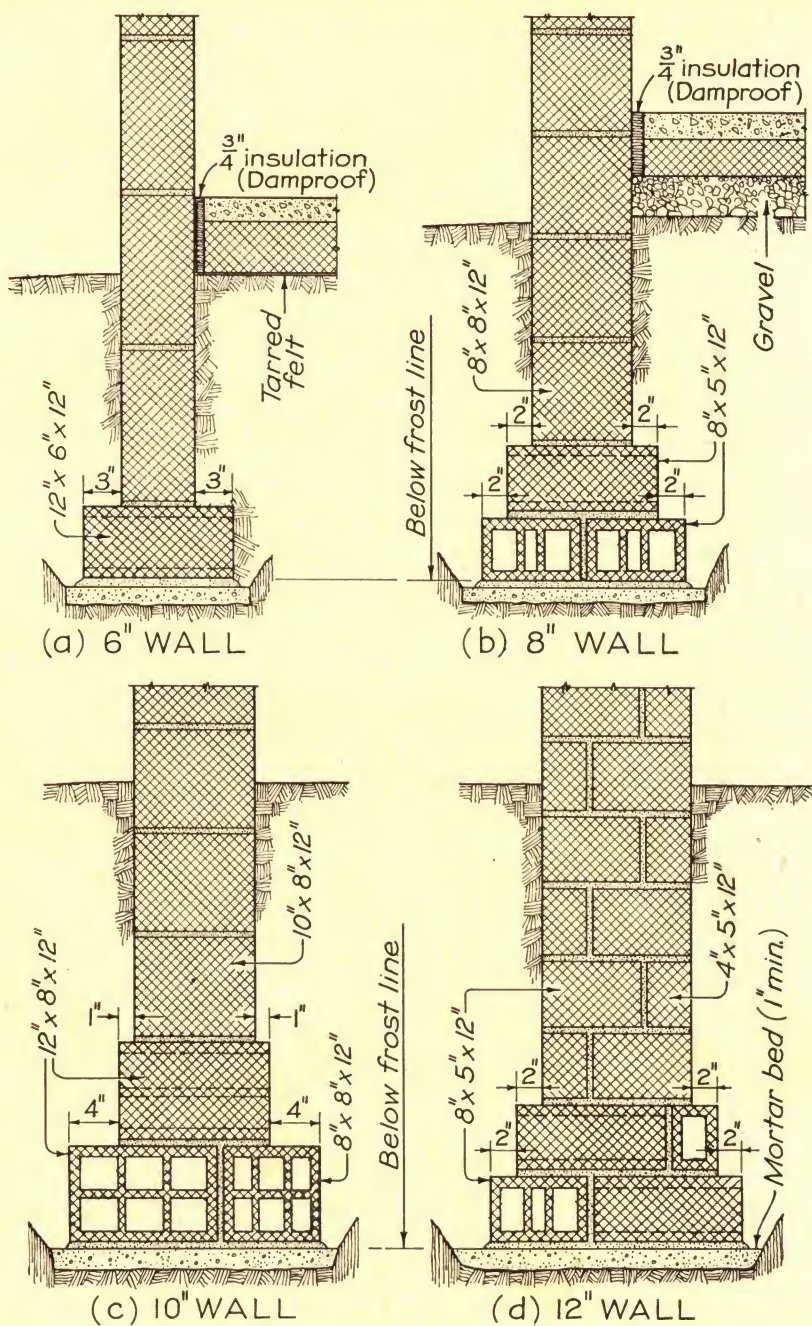 3/4" insulation
(Damproof)
Tarred
felt
12"x 6"x 12"
3"
3"
(a) 6" WALL
3/4" insulation
(Damproof)
Gravel
8"x 8"x 12"
8"x 5"x 12"
2"
2"
2"
2"
Below frost line
(b) 8" WALL
10"x 8"x 12"
12"x 8"x 12"
1"
1"
4"
4"
8"x 8"x 12"
(c) 10" WALL
Below frost line
4"x 5"x 12"
8"x 5"x 12"
2"
2"
2"
2"
Mortar bed (1" min.)
(d) 12" WALL